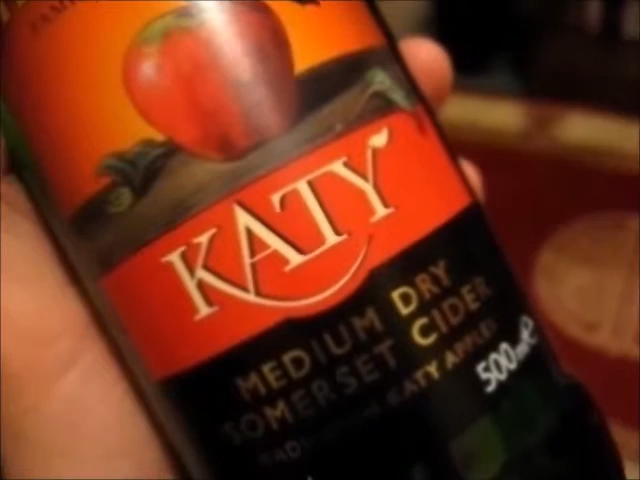 KATY
MEDIUM DRY
SOMERSET CIDER
KATY APPLES
500ml e